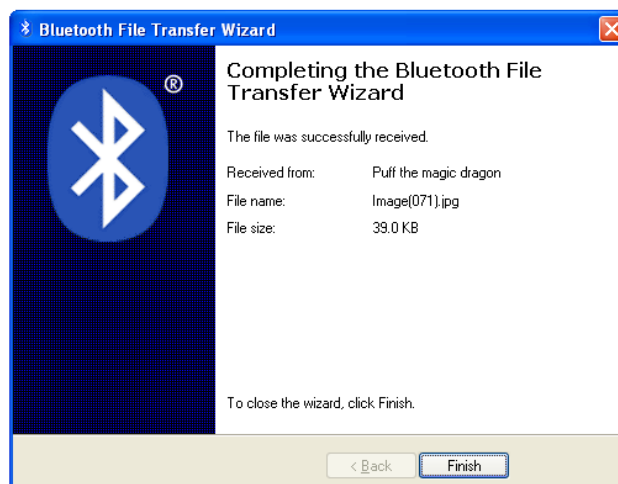 Bluetooth File Transfer Wizard
®
Completing the Bluetooth File
Transfer Wizard
The file was successfully received.
Received from: Puff the magic dragon
File name: Image(071).jpg
File size: 39.0 KB
To close the wizard, click Finish.
< Back Finish